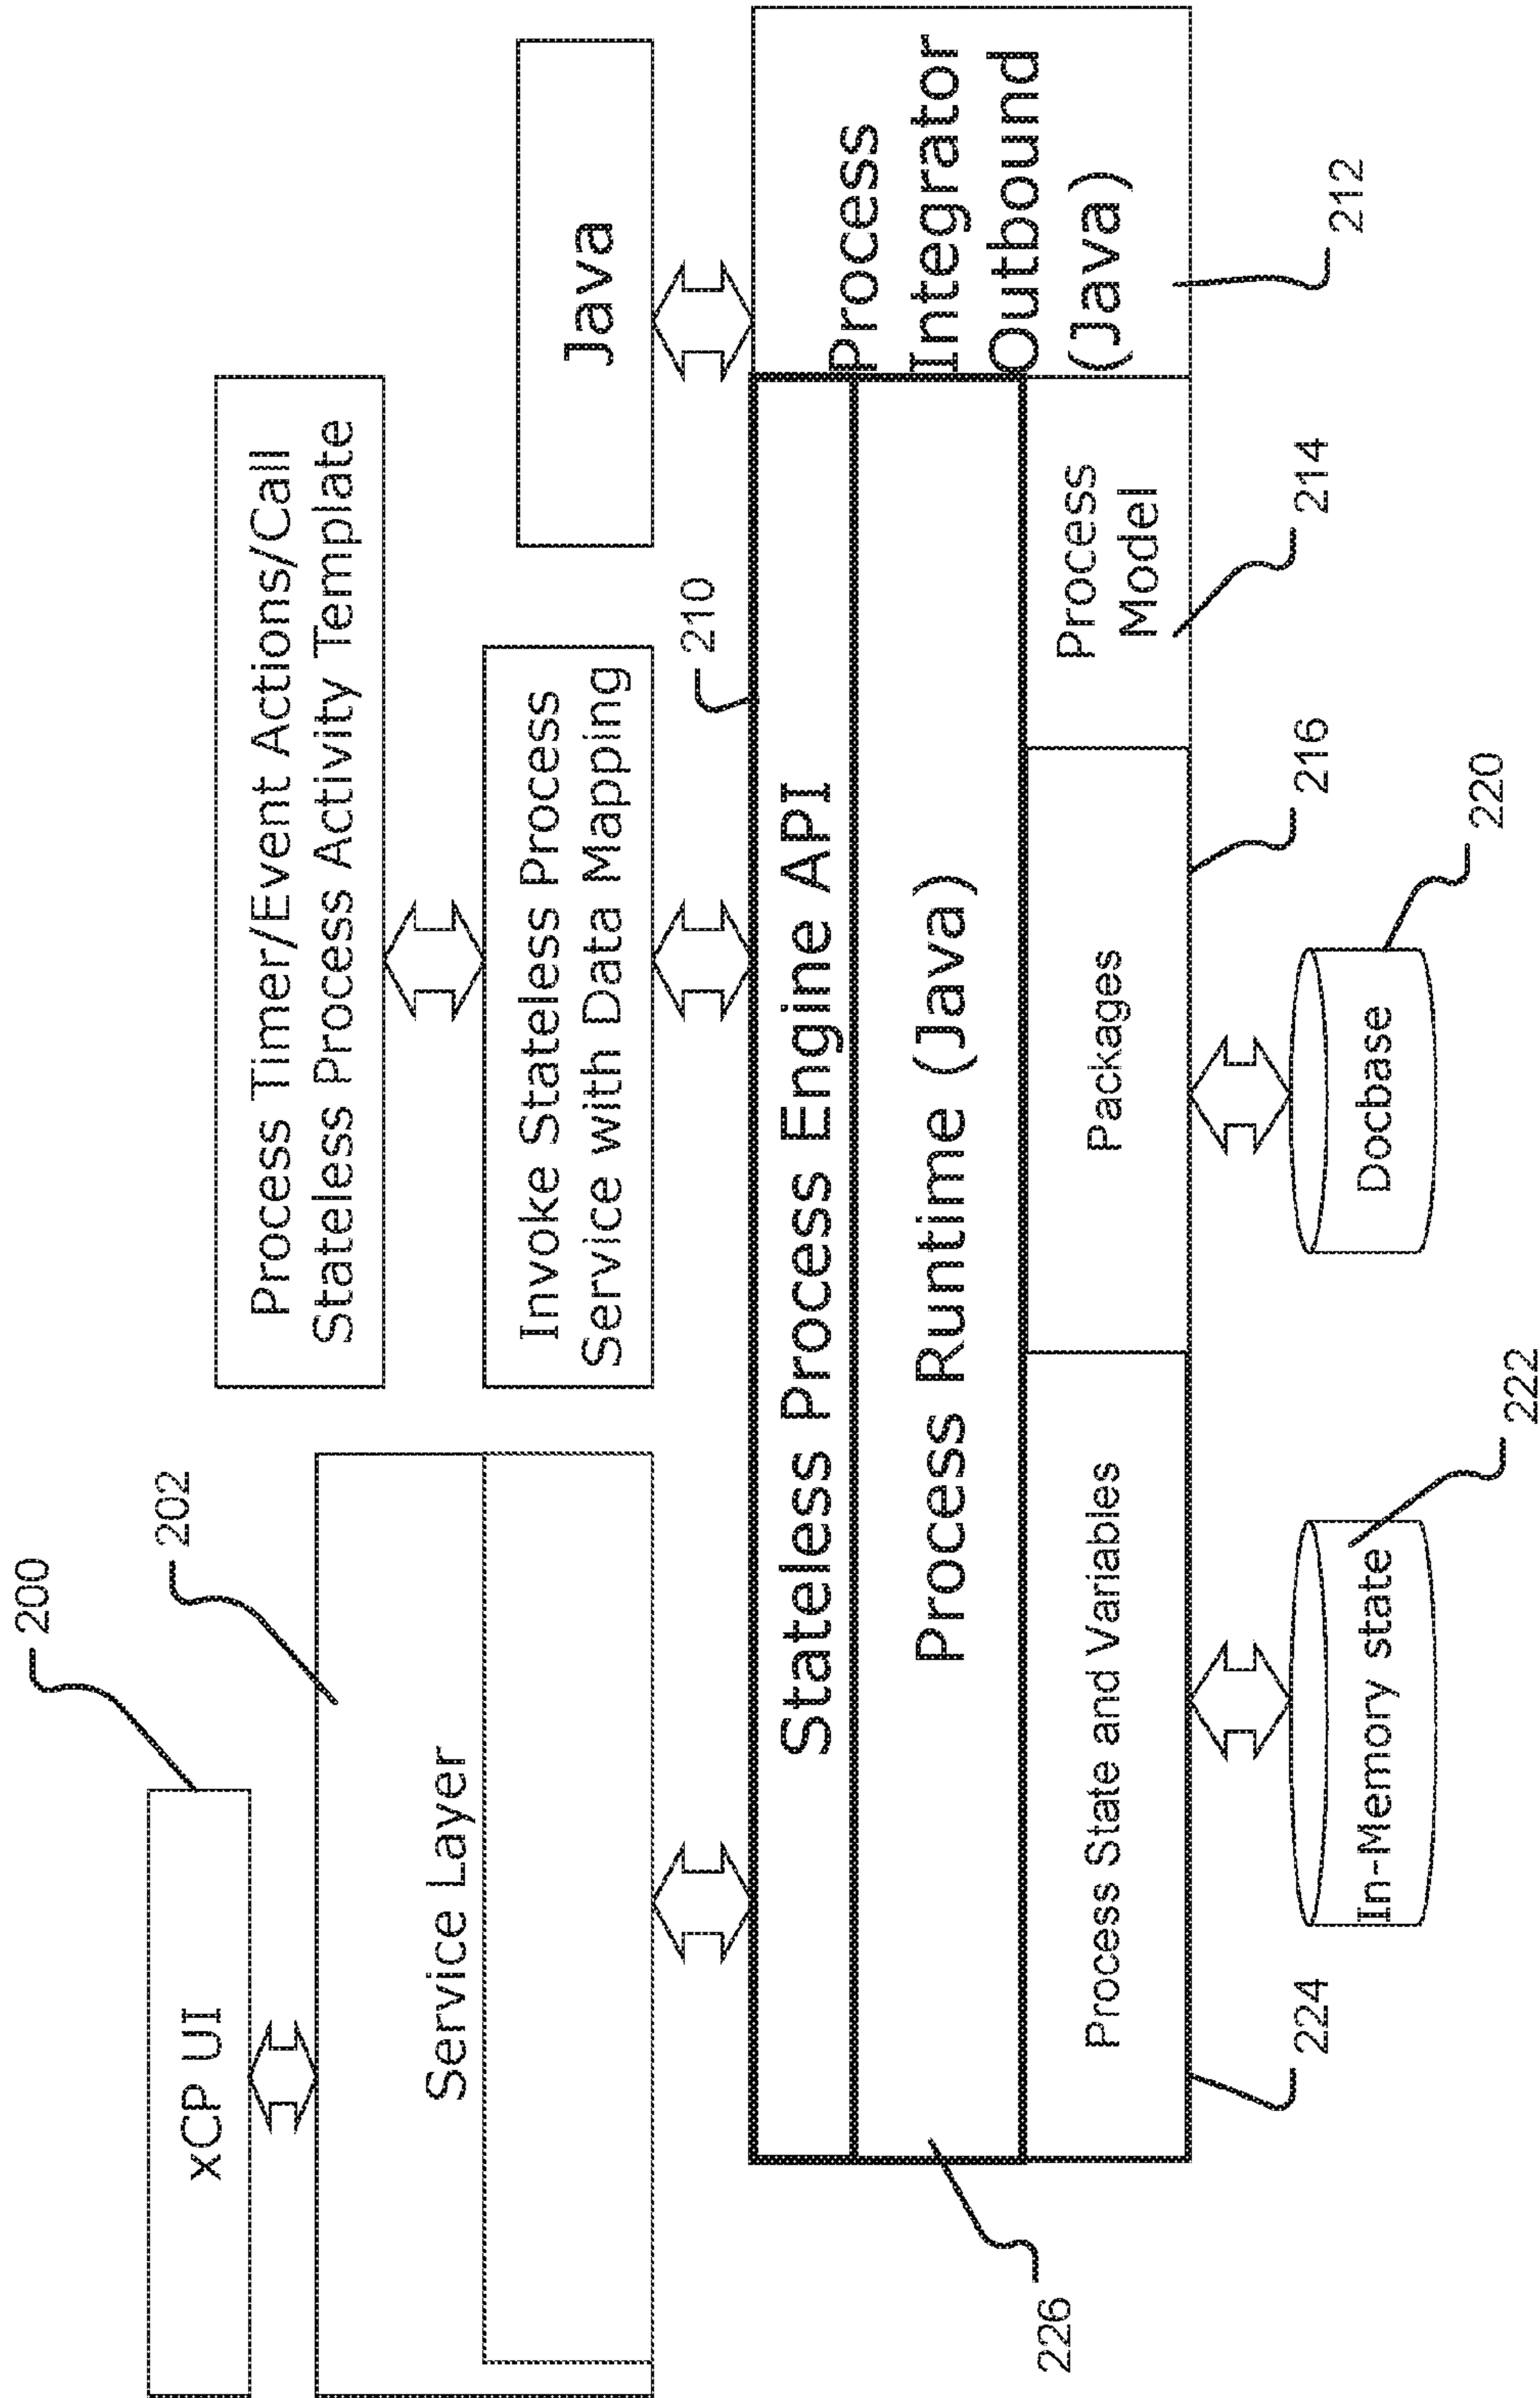 200
xCP UI
202
Service Layer
Process Timer/Event Actions/Call
Stateless Process Activity Template
Invoke Stateless Process
Service with Data Mapping
Java
210
Stateless Process Engine API
Process Runtime (Java)
226
Process
Integrator
Outbound
(Java)
212
Process State and Variables
224
Packages
216
Process
Model
214
In-Memory state
222
Docbase
220